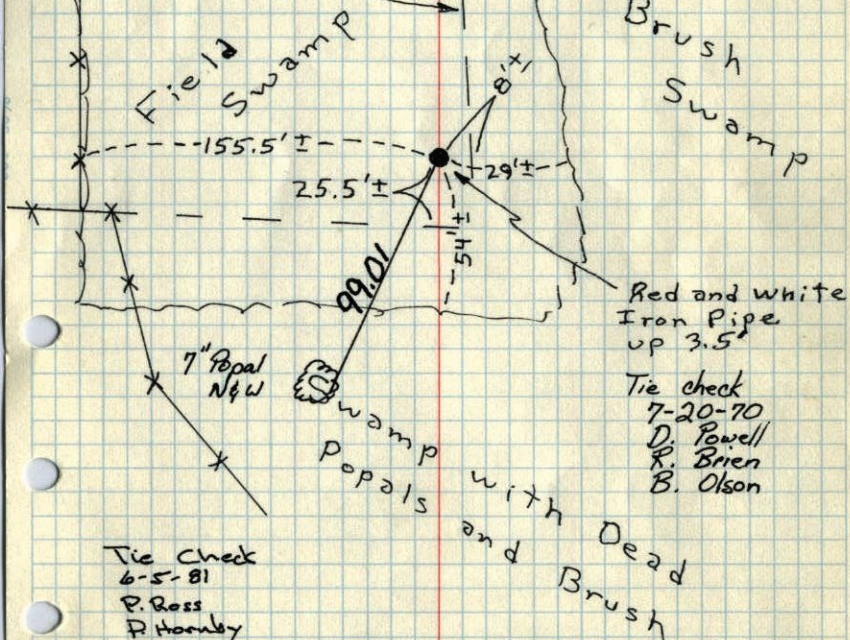 Brush
Swamp
Field
Swamp
8'±
155.5'±
29'±
25.5'±
54'±
99.01
Red and White
Iron Pipe
up 3.5'
7" Popal
N&W
Tie check
7-20-70
D. Powell
R. Brien
B. Olson
Swamp with Dead
Popals and Brush
Tie Check
6-5-81
P. Ross
P. Hornby